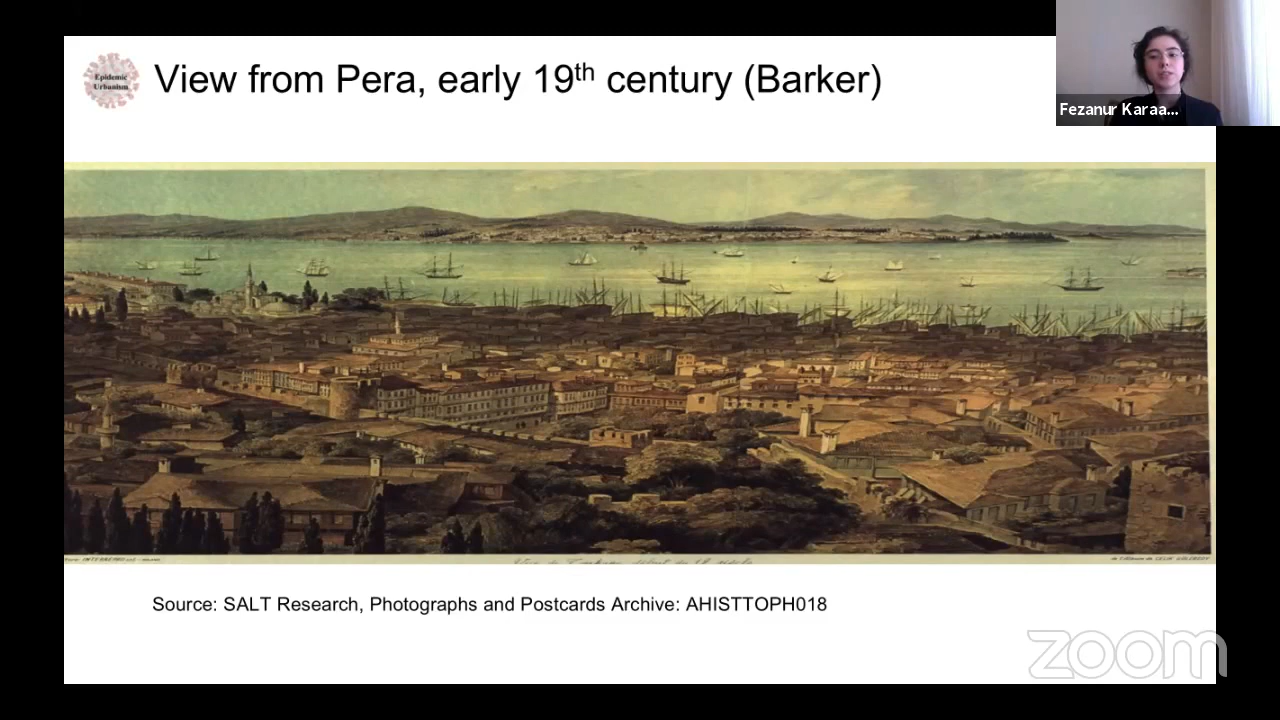 Epidemic
Urbanism
View from Pera, early 19th century (Barker)
Fezanur Karaa...
Source: SALT Research, Photographs and Postcards Archive: AHISTTOPH018
zoom